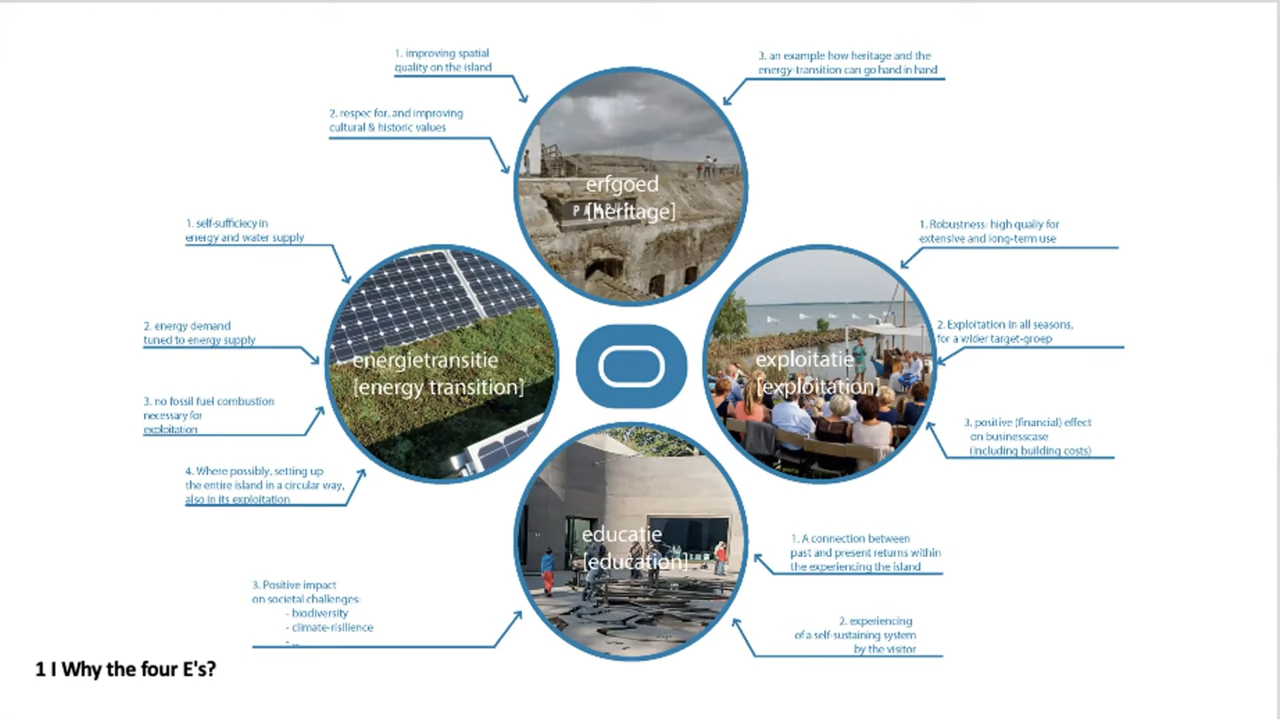 1. improving spatial
quality on the island
2. respec for, and improving
cultural & historic values
3. an example how heritage and the
energy-transition can go hand in hand
erfgoed
[heritage]
PAMPUS
1. self-sufficiecy in
energy and water supply
2. energy demand
tuned to energy supply
3. no fossil fuel combustion
necessary for
exploitation
4. Where possibly, setting up
the entire island in a circular way,
also in its exploitation
energietransitie
[energy transition]
1. Robustness: high qualiy for
extensive and long-term use
2. Exploitation in all seasons,
for a wider target-groep
3. positive (financial) effect
on businesscase
(including building costs)
exploitatie
[exploitation]
educatie
[education]
1. A connection between
past and present returns within
the experiencing the island
2. experiencing
of a self-sustaining system
by the visitor
3. Positive impact
on societal challenges:
- biodiversity
- climate-risilience
- ...
1 I Why the four E's?